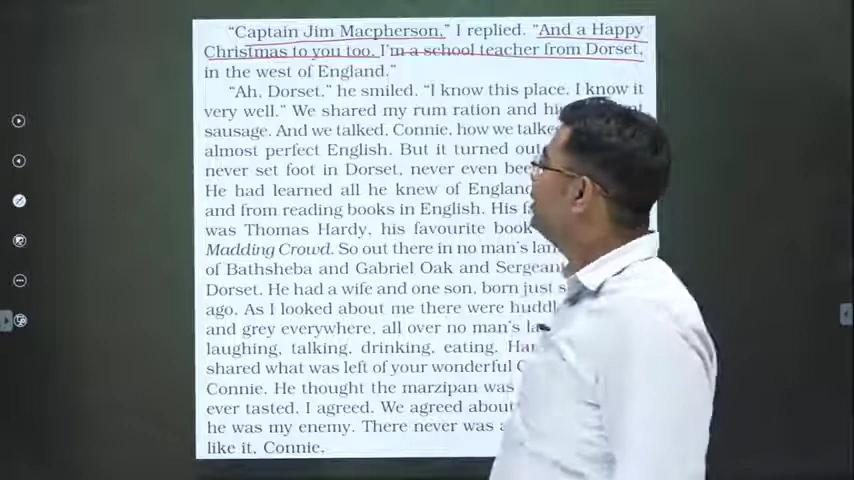 “Captain Jim Macpherson,” I replied. “And a Happy
Christmas to you too. I’m a school teacher from Dorset,
in the west of England.”
“Ah, Dorset,” he smiled. “I know this place. I know it
very well.” We shared my rum ration and his
sausage. And we talked, Connie, how we talked
almost perfect English. But it turned out
never set foot in Dorset, never even been
He had learned all he knew of England
and from reading books in English. His
was Thomas Hardy, his favourite book
Madding Crowd. So out there in no man’s land
of Bathsheba and Gabriel Oak and Sergeant
Dorset. He had a wife and one son, born just
ago. As I looked about me there were
and grey everywhere, all over no man’s
laughing, talking, drinking, eating.
shared what was left of your wonderful
Connie. He thought the marzipan was
ever tasted. I agreed. We agreed about
he was my enemy. There never was a
like it, Connie.